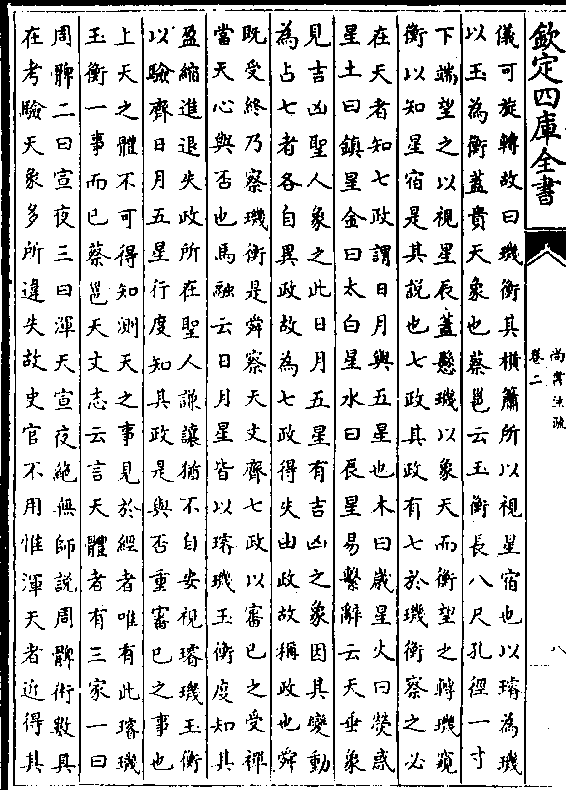 欽定四庫全書
尚書注疏
卷二
八
儀可旋轉故曰璣衡其橫簫所以視星宿也以璿為璣
以玉為衡蓋貴天象也蔡邕云玉衡長八尺孔徑一寸
下端望之以視星辰蓋懸璣以象天而衡望之轉璣窺
衡以知星宿是其說也七政其政有七於璣衡察之必
在天者知七政謂日月與五星也木曰歲星火曰熒惑
星土曰鎮星金曰太白星水曰辰星易繫辭云天垂象
見吉凶聖人象之此日月五星有吉凶之象因其變動
為占七者各自異政故為七政得失由政故稱政也舜
既受終乃察璣衡是舜察天文齊七政以審己之受禪
當天心與否也馬融云日月星皆以璿璣玉衡度知其
盈縮進退失政所在聖人謙讓猶不自安視璿璣玉衡
以驗齊日月五星行度知其政是與否重審己之事也
上天之體不可得知測天之事見於經者唯有此璿璣
玉衡一事而已蔡邕天文志云言天體者有三家一曰
周髀二曰宣夜三曰渾天宣夜絕無師說周髀術數具
在考驗天象多所違失故史官不用惟渾天者近得其